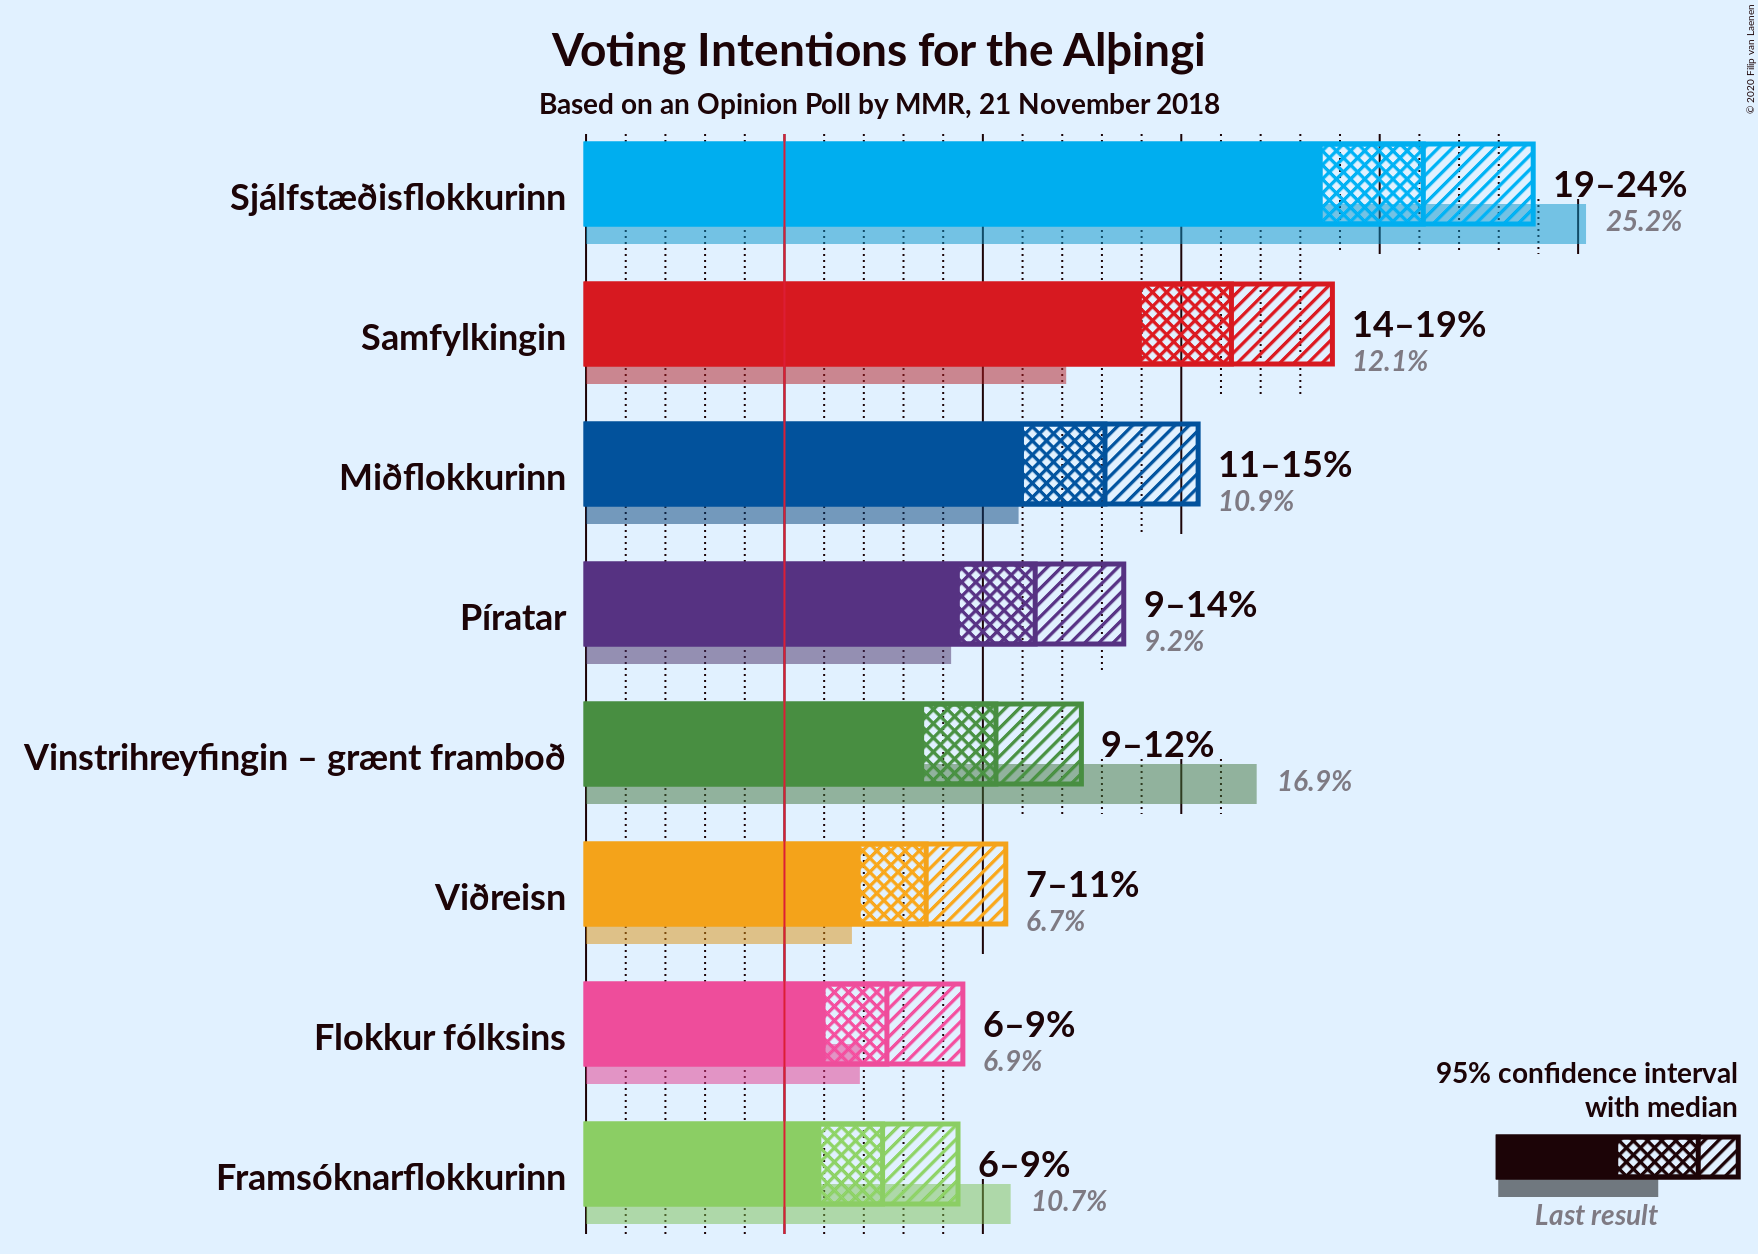 Voting Intentions for the Alþingi
Based on an Opinion Poll by MMR, 21 November 2018
© 2020 Filip van Laenen
Sjálfstæðisflokkurinn
19–24%
25.2%
Samfylkingin
14–19%
12.1%
Miðflokkurinn
11–15%
10.9%
Píratar
9–14%
9.2%
Vinstrihreyfingin – grænt framboð
9–12%
16.9%
Viðreisn
7–11%
6.7%
Flokkur fólksins
6–9%
6.9%
Framsóknarflokkurinn
6–9%
10.7%
95% confidence interval
with median
Last result